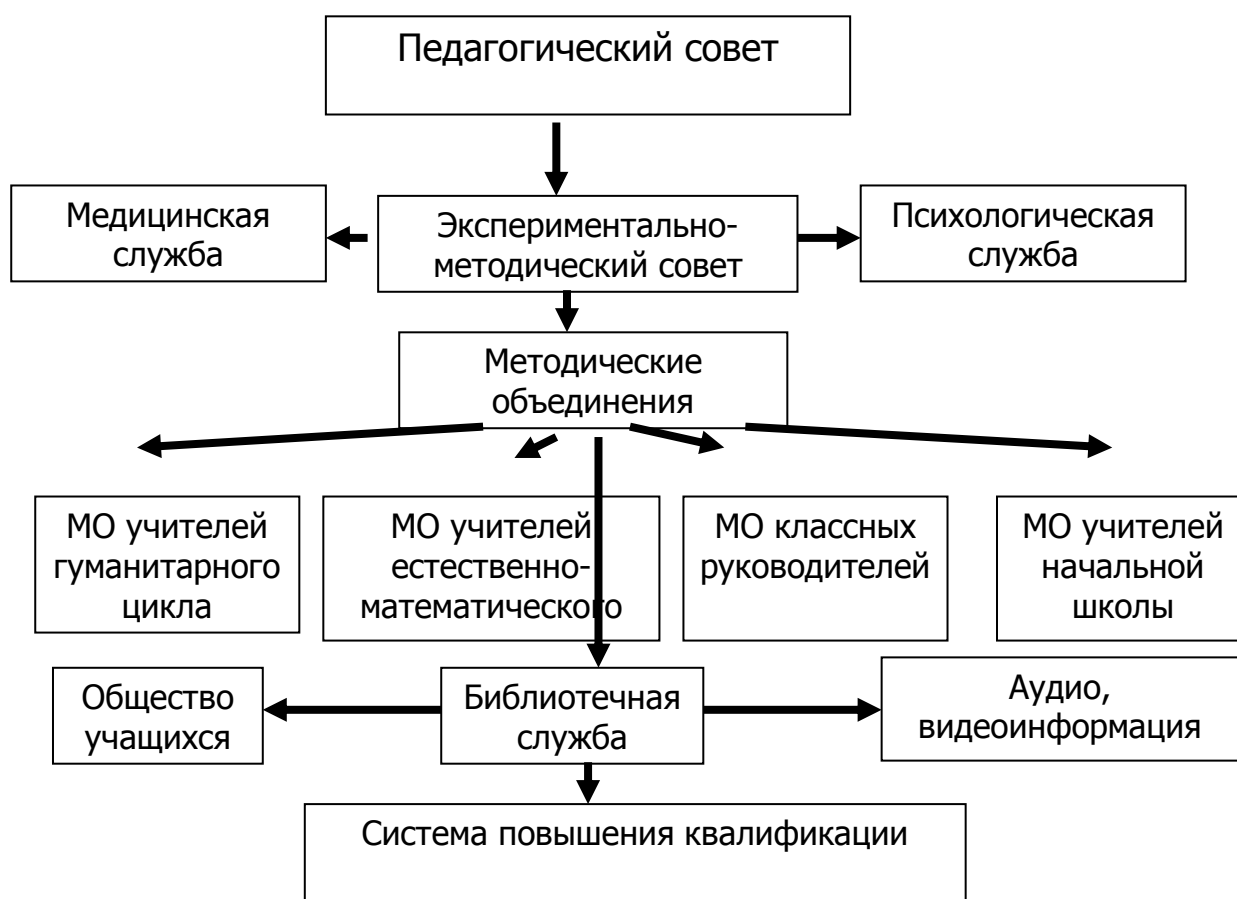 Педагогический совет
Медицинская
служба
Экспериментально-
методический совет
Психологическая
служба
Методические
объединения
МО учителей
гуманитарного
цикла
МО учителей
естественно-
математического
МО классных
руководителей
МО учителей
начальной
школы
Общество
учащихся
Библиотечная
служба
Аудио,
видеоинформация
Система повышения квалификации